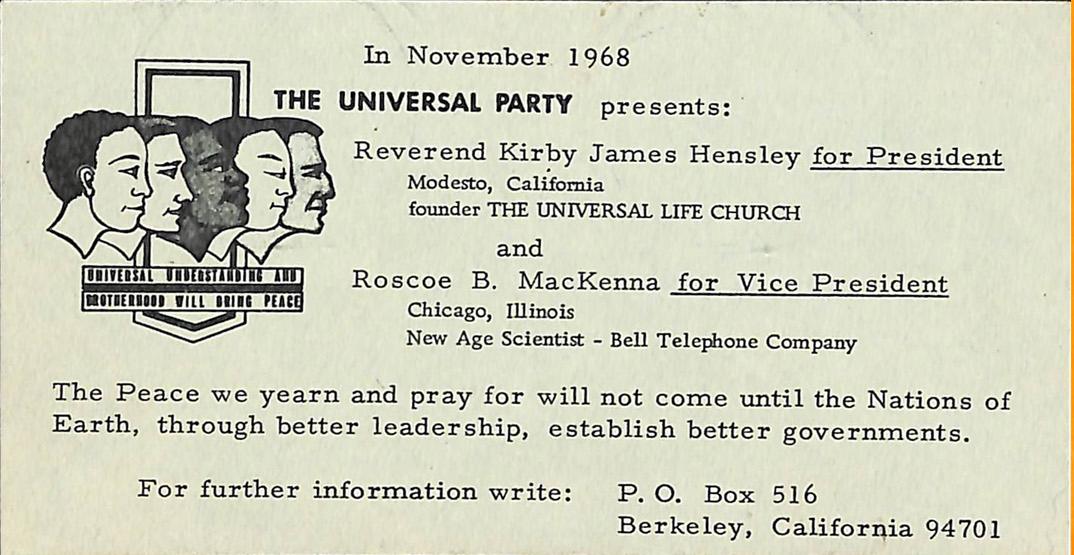 In November 1968
THE UNIVERSAL PARTY presents:
Reverend Kirby James Hensley for President
Modesto, California
founder THE UNIVERSAL LIFE CHURCH
and
Roscoe B. MacKenna for Vice President
Chicago, Illinois
New Age Scientist - Bell Telephone Company
UNIVERSAL UNDERSTANDING AND
BROTHERHOOD WILL BRING PEACE
The Peace we yearn and pray for will not come until the Nations of
Earth, through better leadership, establish better governments.
For further information write: P. O. Box 516
Berkeley, California 94701